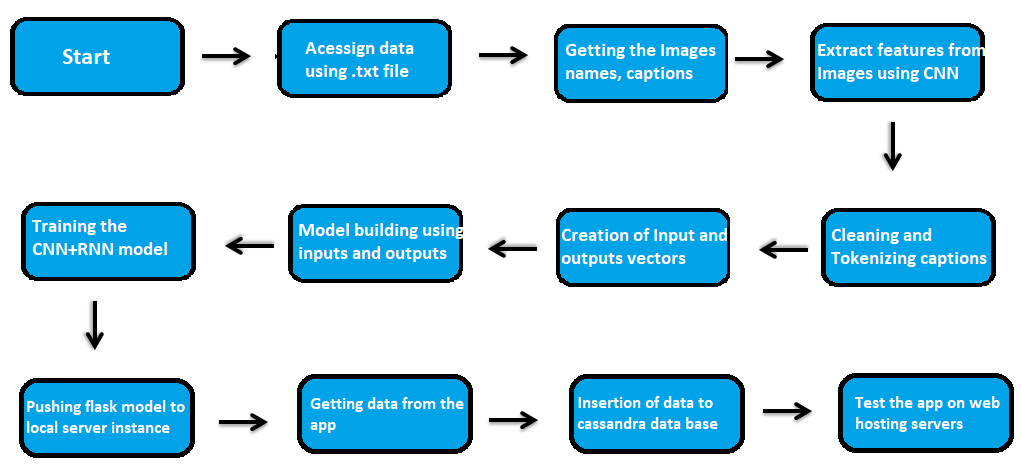 Start
Acessign data
using .txt file
Getting the Images
names, captions
Extract features from
Images using CNN
Training the
CNN+RNN model
Model building using
inputs and outputs
Creation of Input and
outputs vectors
Cleaning and
Tokenizing captions
Pushing flask model to
local server instance
Getting data from the
app
Insertion of data to
cassandra data base
Test the app on web
hosting servers